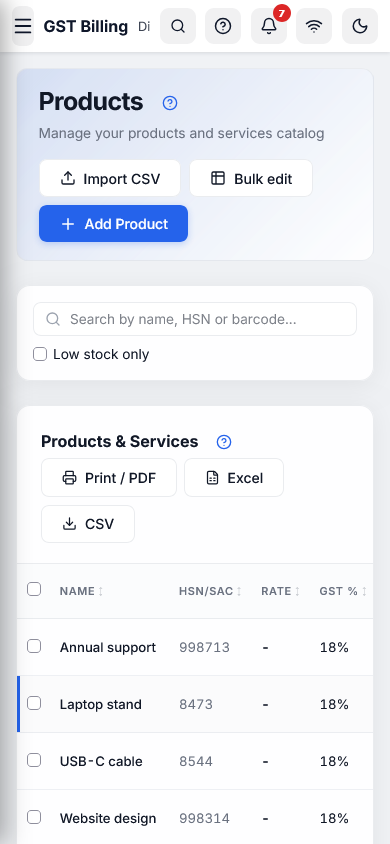 GST Billing Di 7
Products
Manage your products and services catalog
Import CSV Bulk edit
Add Product
Search by name, HSN or barcode...
Low stock only
Products & Services
Print / PDF Excel
CSV
NAME HSN/SAC RATE GST %
Annual support 998713 - 18%
Laptop stand 8473 - 18%
USB-C cable 8544 - 18%
Website design 998314 - 18%